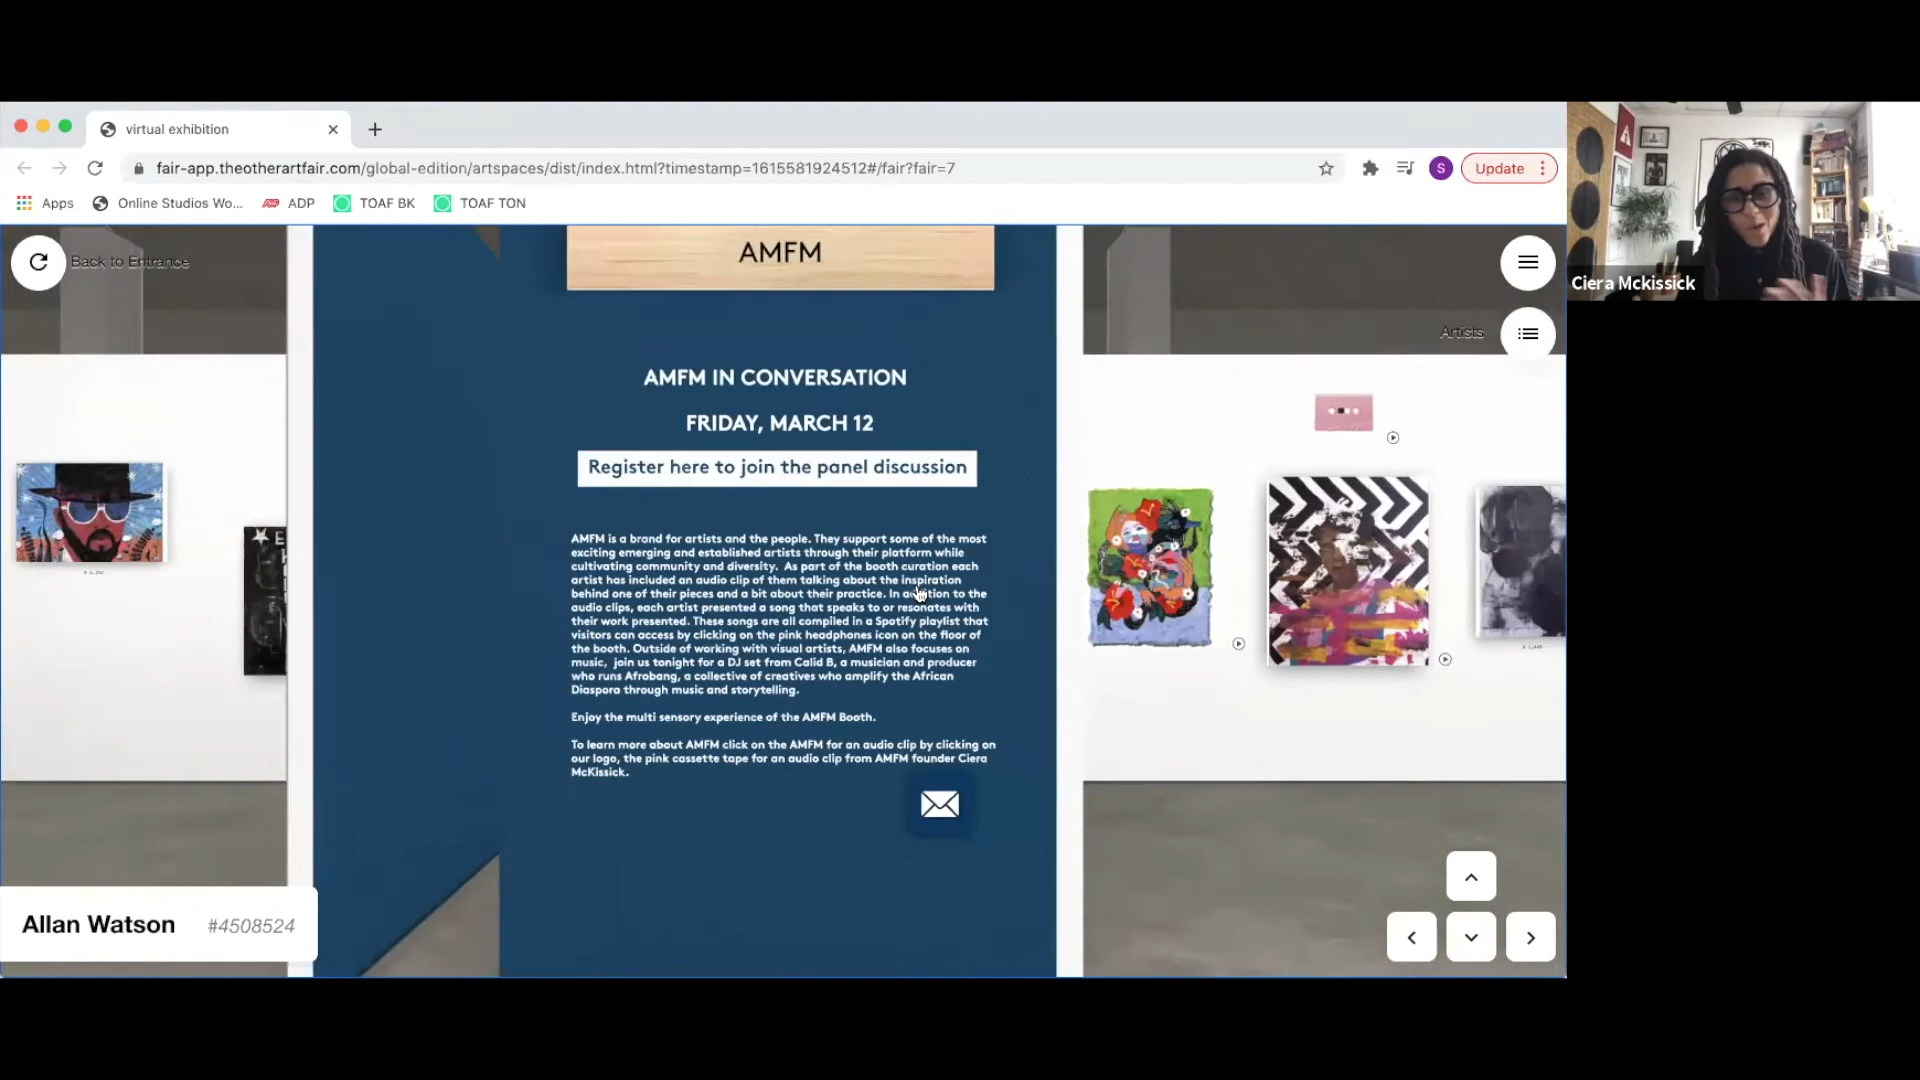 virtual exhibition
fair-app.theotherartfair.com/global-edition/artspaces/dist/index.html?timestamp=1615581924512#/fair?fair=7
S
Update
Apps
Online Studios Wo...
ADP
TOAF BK
TOAF TON
Back to Entrance
AMFM
Ciera Mckissick
Artists
AMFM IN CONVERSATION
FRIDAY, MARCH 12
Register here to join the panel discussion
AMFM is a brand for artists and the people. They support some of the most
exciting emerging and established artists through their platform while
cultivating community and diversity.  As part of the booth curation each
artist has included an audio clip of them talking about the inspiration
behind one of their pieces and a bit about their practice. In addition to the
audio clips, each artist presented a song that speaks to or resonates with
their work presented. These songs are all compiled in a Spotify playlist that
visitors can access by clicking on the pink headphones icon on the floor of
the booth. Outside of working with visual artists, AMFM also focuses on
music,  join us tonight for a DJ set from Calid B, a musician and producer
who runs Afrobang, a collective of creatives who amplify the African
Diaspora through music and storytelling.
Enjoy the multi sensory experience of the AMFM Booth.
To learn more about AMFM click on the AMFM for an audio clip by clicking on
our logo, the pink cassette tape for an audio clip from AMFM founder Ciera
McKissick.
Allan Watson #4508524